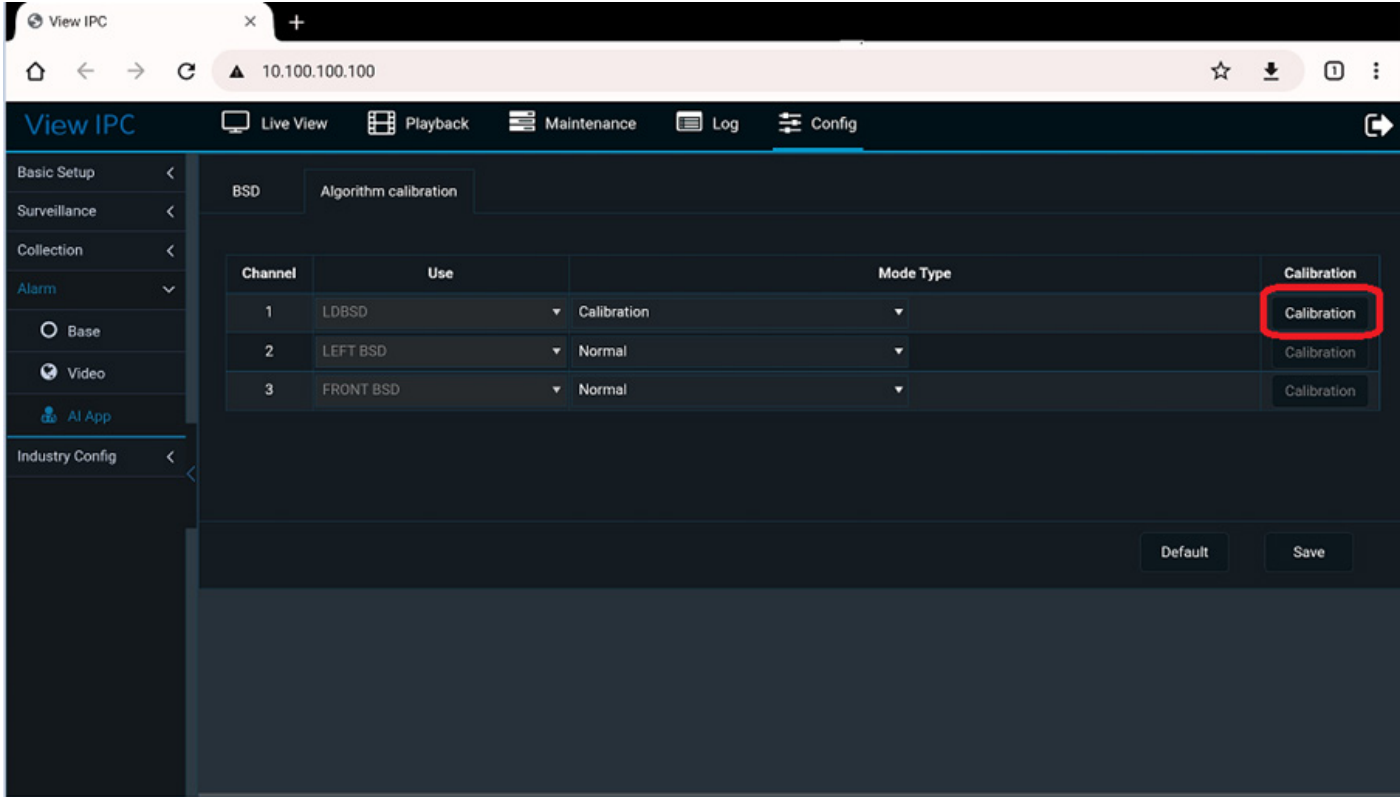 View IPC
10.100.100.100
1
View IPC
Live View
Playback
Maintenance
Log
Config
Basic Setup
Surveillance
Collection
Alarm
Base
Video
AI App
Industry Config
BSD
Algorithm calibration
Channel Use Mode Type Calibration
1 LDBSD Calibration Calibration
2 LEFT BSD Normal Calibration
3 FRONT BSD Normal Calibration
Default
Save